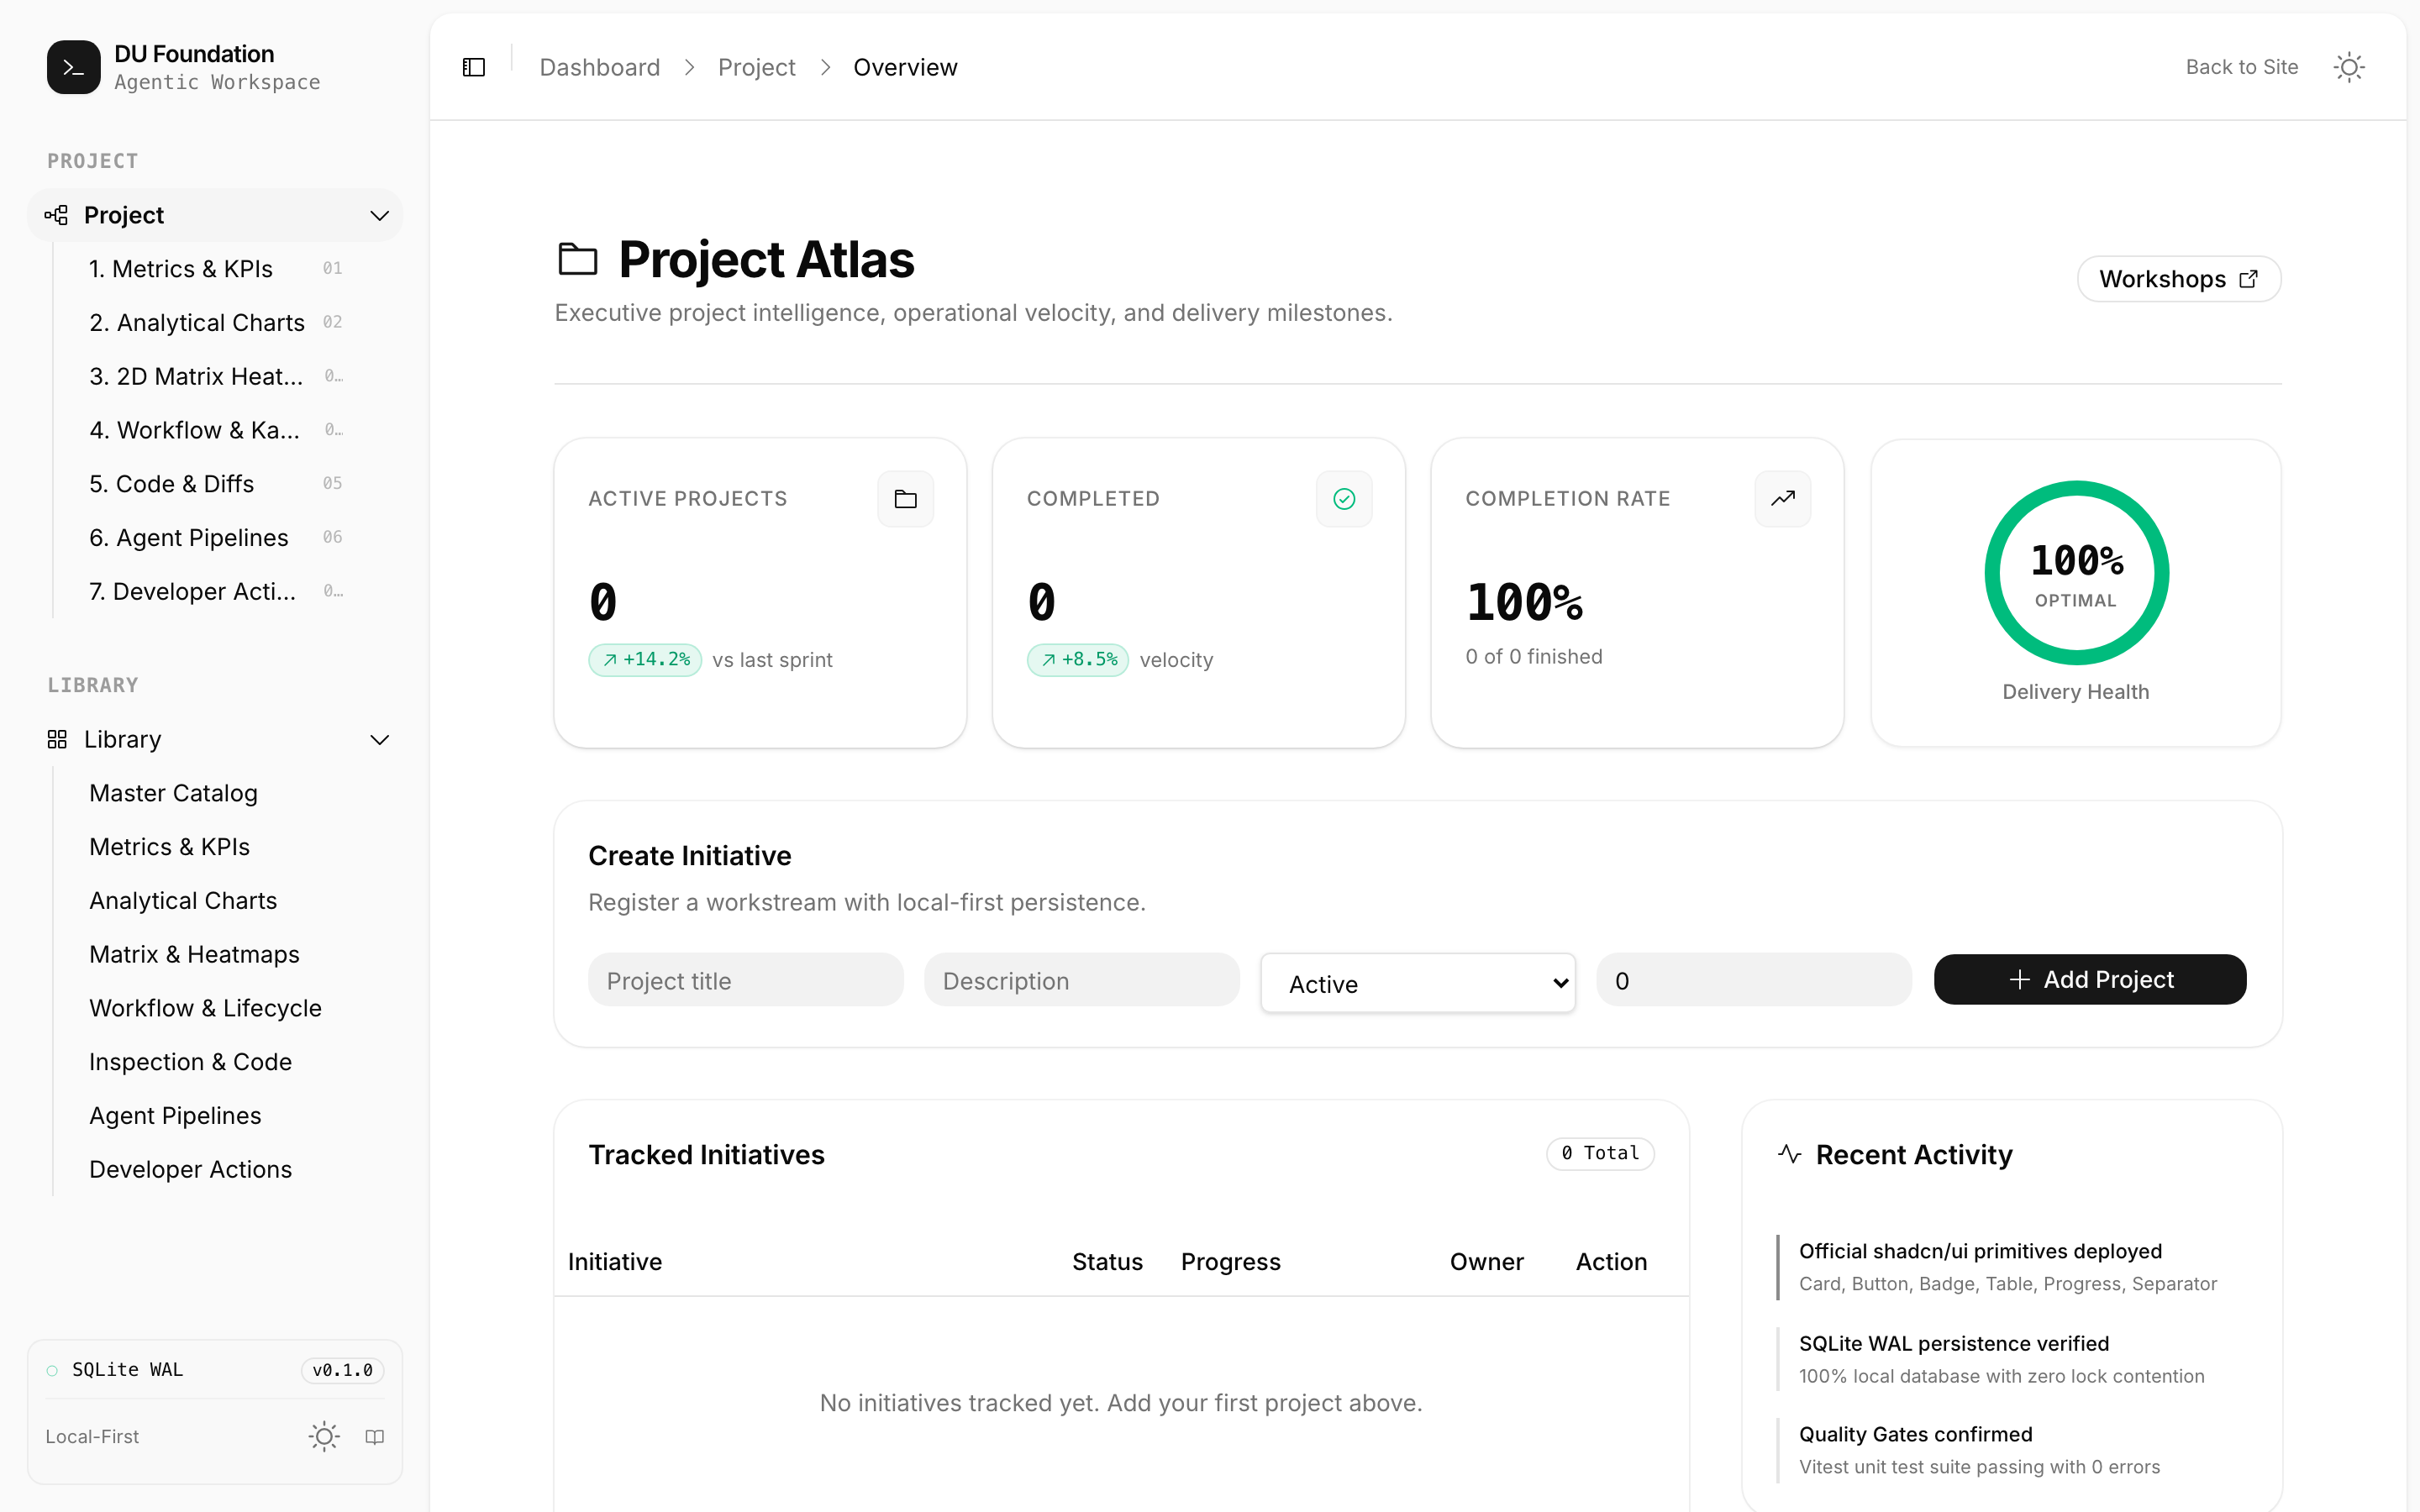 DU Foundation
Agentic Workspace
PROJECT
Project
1. Metrics & KPIs 01
2. Analytical Charts 02
3. 2D Matrix Heat... 0...
4. Workflow & Ka... 0...
5. Code & Diffs 05
6. Agent Pipelines 06
7. Developer Acti... 0...
LIBRARY
Library
Master Catalog
Metrics & KPIs
Analytical Charts
Matrix & Heatmaps
Workflow & Lifecycle
Inspection & Code
Agent Pipelines
Developer Actions
SQLite WAL v0.1.0
Local-First
Dashboard > Project > Overview
Back to Site
Project Atlas
Executive project intelligence, operational velocity, and delivery milestones.
Workshops
ACTIVE PROJECTS
0
+14.2% vs last sprint
COMPLETED
0
+8.5% velocity
COMPLETION RATE
100%
0 of 0 finished
100%
OPTIMAL
Delivery Health
Create Initiative
Register a workstream with local-first persistence.
Project title Description Active 0 + Add Project
Tracked Initiatives 0 Total
Initiative Status Progress Owner Action
No initiatives tracked yet. Add your first project above.
Recent Activity
Official shadcn/ui primitives deployed
Card, Button, Badge, Table, Progress, Separator
SQLite WAL persistence verified
100% local database with zero lock contention
Quality Gates confirmed
Vitest unit test suite passing with 0 errors